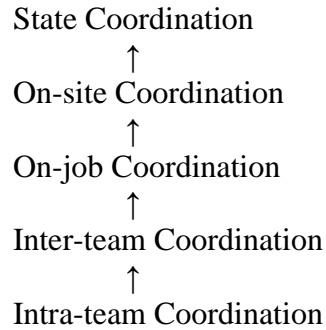 State Coordination
↑
On-site Coordination
↑
On-job Coordination
↑
Inter-team Coordination
↑
Intra-team Coordination